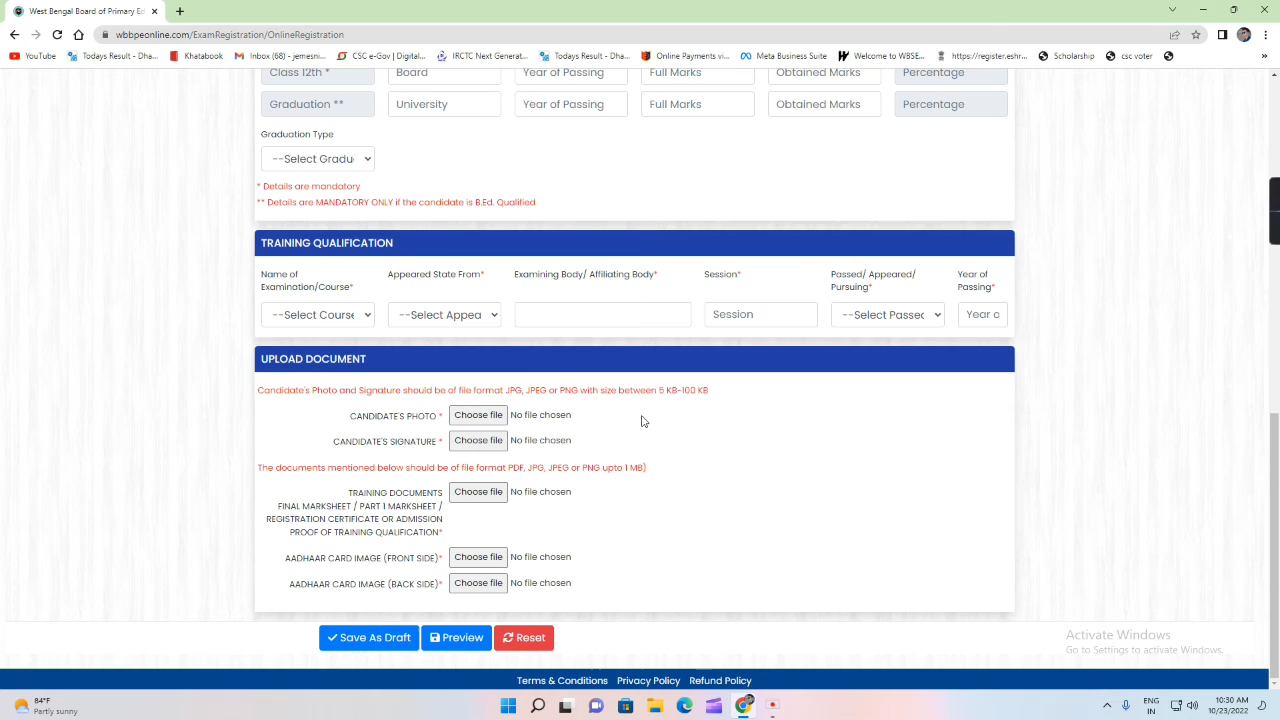 West Bengal Board of Primary Ed
wbbpeonline.com/ExamRegistration/OnlineRegistration
YouTube
Todays Result - Dha...
Khatabook
Inbox (68) - jemesni...
CSC e-Gov | Digital...
IRCTC Next Generat...
Todays Result - Dha...
Online Payments vi...
Meta Business Suite
Welcome to WBSE...
https://register.eshr...
Scholarship
csc voter
»
Class 12th * Board Year of Passing Full Marks Obtained Marks Percentage
Graduation ** University Year of Passing Full Marks Obtained Marks Percentage
Graduation Type
--Select Gradu
* Details are mandatory
** Details are MANDATORY ONLY if the candidate is B.Ed. Qualified
TRAINING QUALIFICATION
Name of
Examination/Course*
Appeared State From*
Examining Body/ Affiliating Body*
Session*
Passed/ Appeared/
Pursuing*
Year of
Passing*
--Select Course --Select Appea Session --Select Passed Year o
UPLOAD DOCUMENT
Candidate's Photo and Signature should be of file format JPG, JPEG or PNG with size between 5 KB-100 KB
CANDIDATE'S PHOTO * Choose file No file chosen
CANDIDATE'S SIGNATURE * Choose file No file chosen
The documents mentioned below should be of file format PDF, JPG, JPEG or PNG upto 1 MB)
TRAINING DOCUMENTS Choose file No file chosen
FINAL MARKSHEET / PART 1 MARKSHEET /
REGISTRATION CERTIFICATE OR ADMISSION
PROOF OF TRAINING QUALIFICATION*
AADHAAR CARD IMAGE (FRONT SIDE)* Choose file No file chosen
AADHAAR CARD IMAGE (BACK SIDE)* Choose file No file chosen
Save As Draft Preview Reset
Activate Windows
Go to Settings to activate Windows.
Terms & Conditions Privacy Policy Refund Policy
84°F
Partly sunny
ENG
IN
10:30 AM
10/23/2022